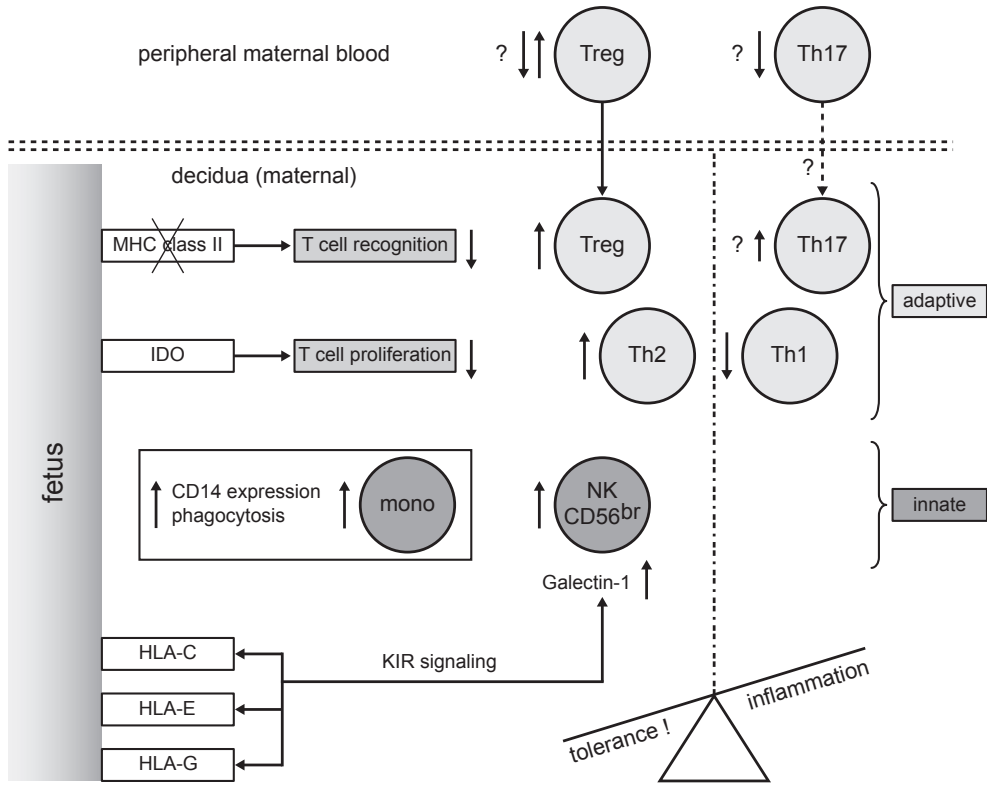 peripheral maternal blood
?
Treg
?
Th17
decidua (maternal)
?
MHC class II
T cell recognition
Treg
?
Th17
adaptive
IDO
T cell proliferation
Th2
Th1
fetus
CD14 expression
phagocytosis
mono
NK
CD56br
innate
Galectin-1
HLA-C
KIR signaling
HLA-E
HLA-G
tolerance !
inflammation